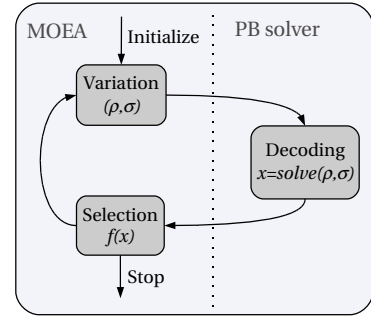 MOEA
PB solver
Initialize
Variation
(ρ,σ)
Decoding
x=solve(ρ,σ)
Selection
f(x)
Stop